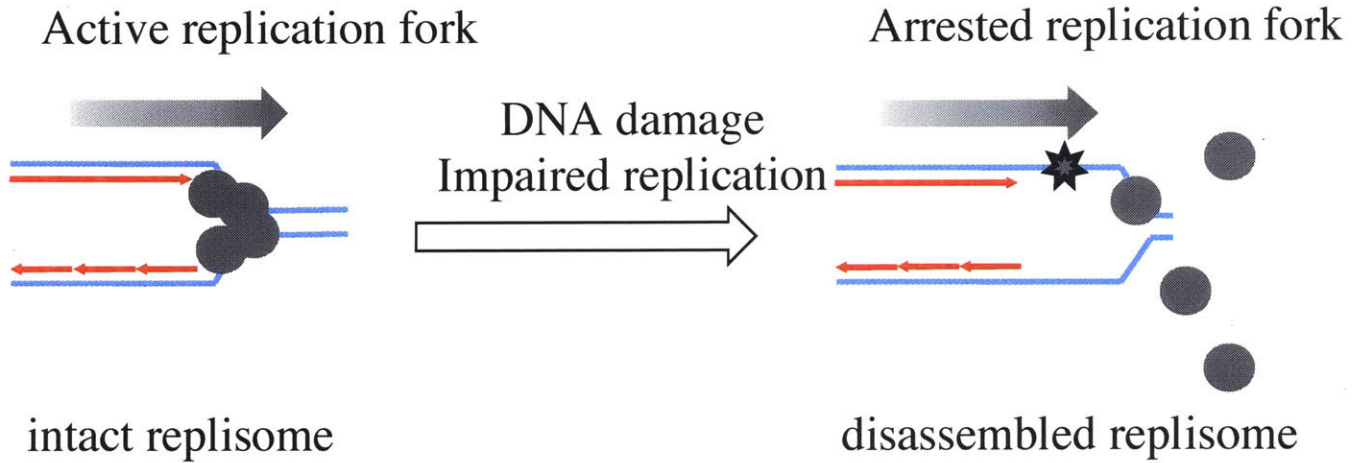 Active replication fork
Arrested replication fork
DNA damage
Impaired replication
intact replisome
disassembled replisome